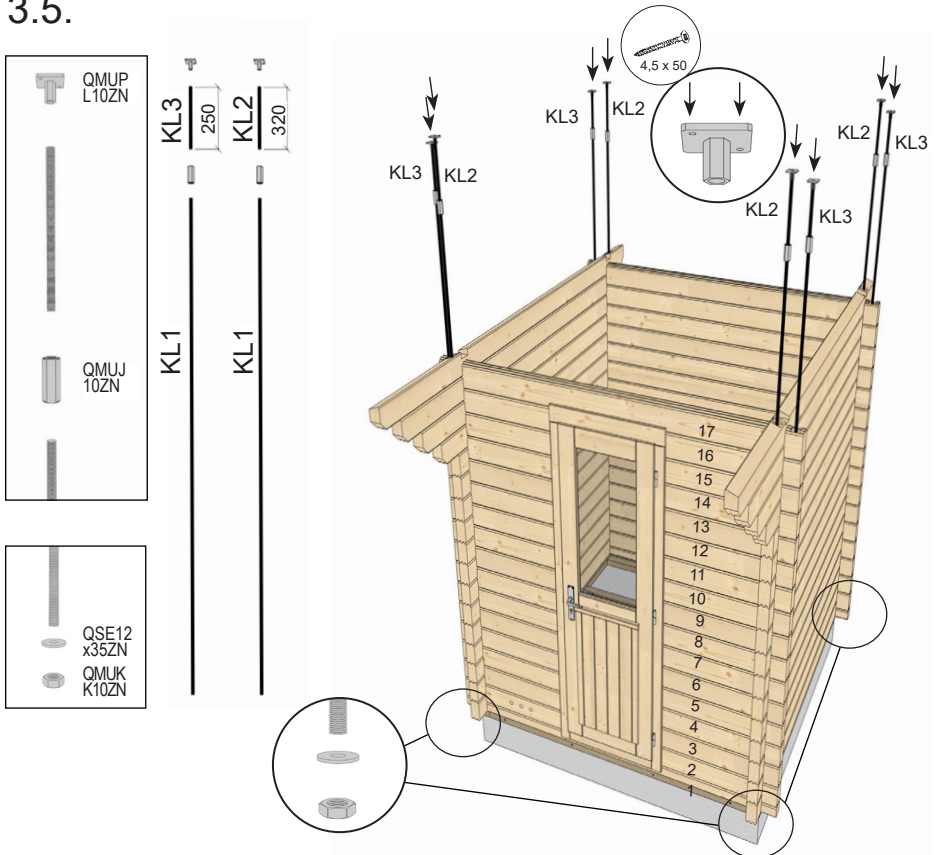 3.5.
QMUP
L10ZN
QMUJ
10ZN
QSE12
x35ZN
QMUK
K10ZN
KL3
250
KL2
320
KL1
KL1
4,5 x 50
KL3
KL2
KL3
KL2
KL2
KL3
KL2
KL3
17
16
15
14
13
12
11
10
9
8
7
6
5
4
3
2
1